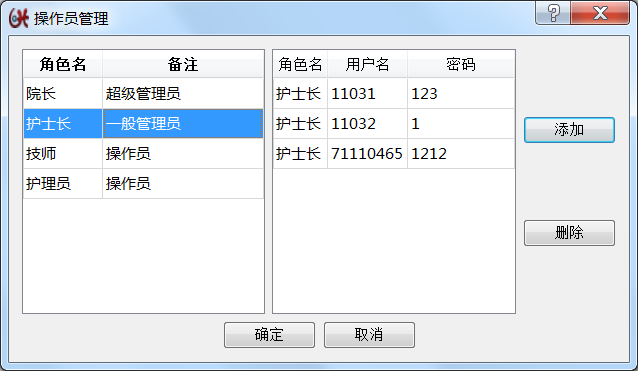 操作员管理
角色名 备注
院长 超级管理员
护士长 一般管理员
技师 操作员
护理员 操作员
角色名 用户名 密码
护士长 11031 123
护士长 11032 1
护士长 71110465 1212
添加
删除
确定 取消